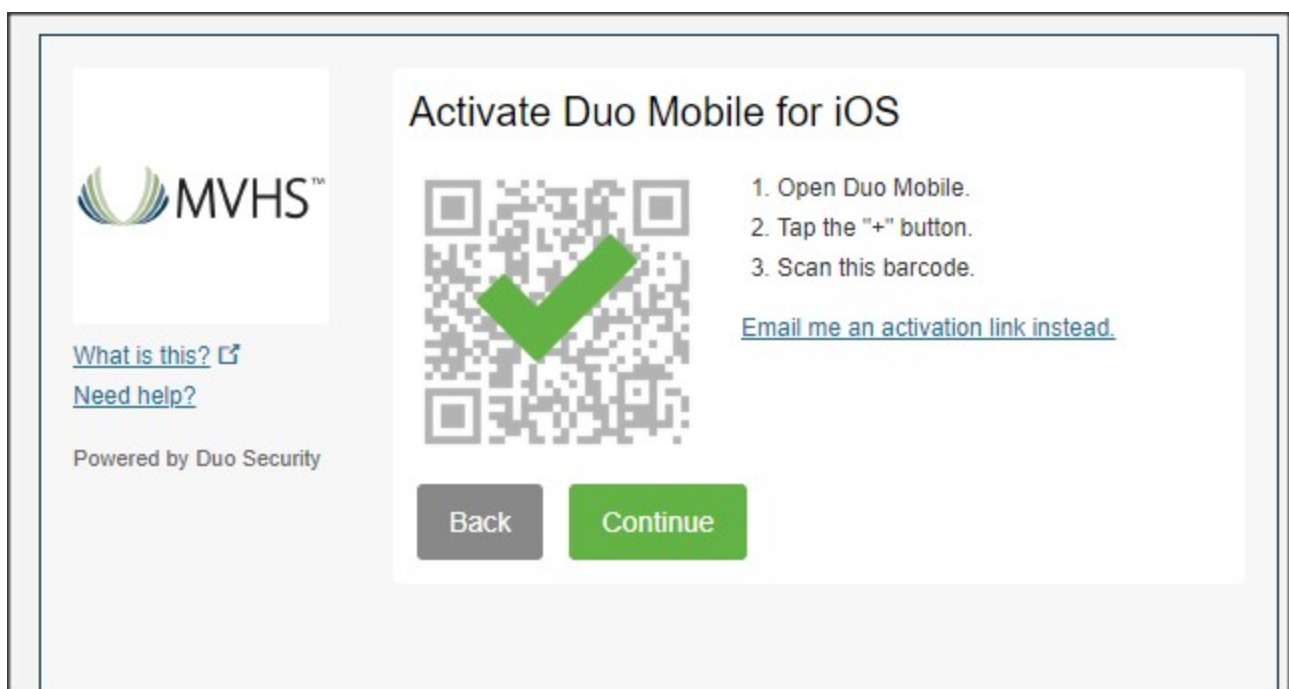 MVHS™
What is this?
Need help?
Powered by Duo Security
Activate Duo Mobile for iOS
1. Open Duo Mobile.
2. Tap the "+" button.
3. Scan this barcode.
Email me an activation link instead.
Back
Continue